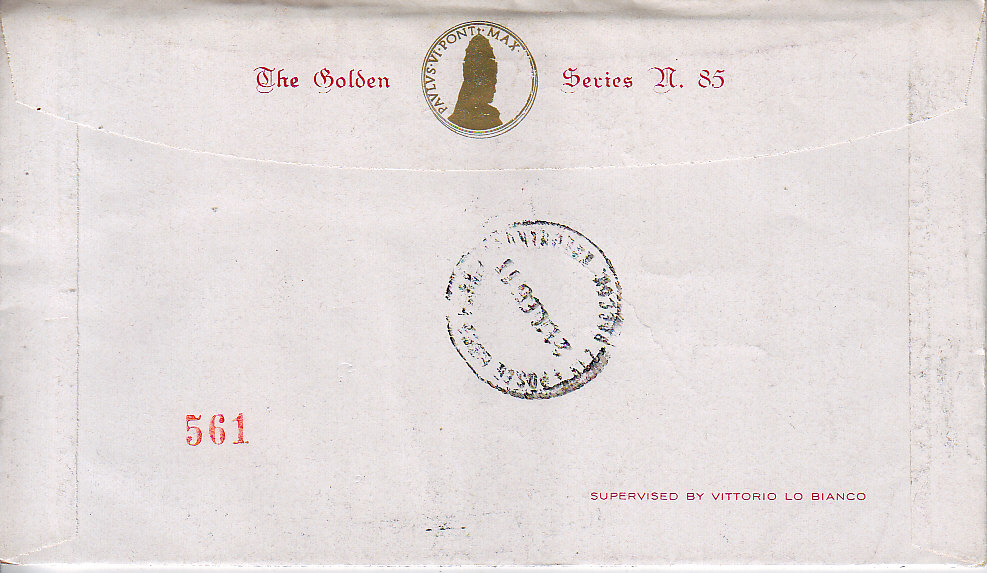 The Golden
PAVLVS·VI·PONT·MAX·
Series N. 85
561
SUPERVISED BY VITTORIO LO BIANCO